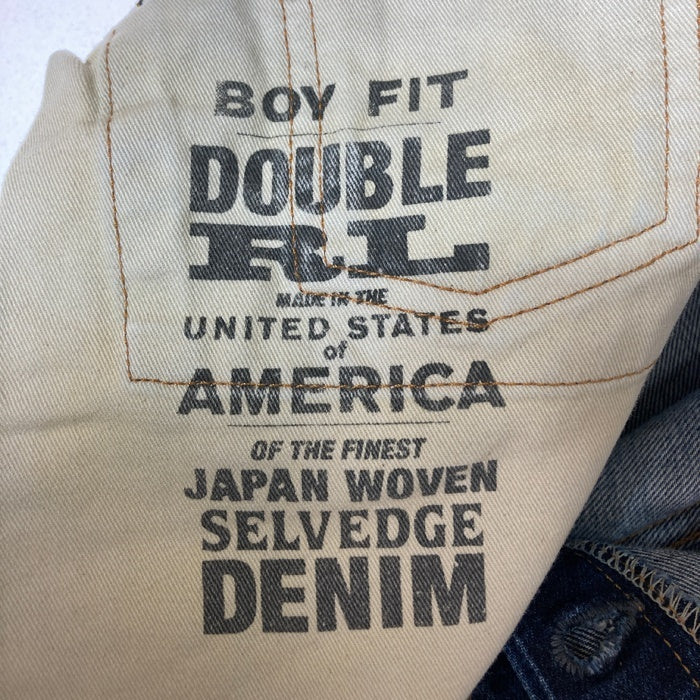 BOY FIT
DOUBLE
RL
MADE IN THE
UNITED STATES
of
AMERICA
OF THE FINEST
JAPAN WOVEN
SELVEDGE
DENIM